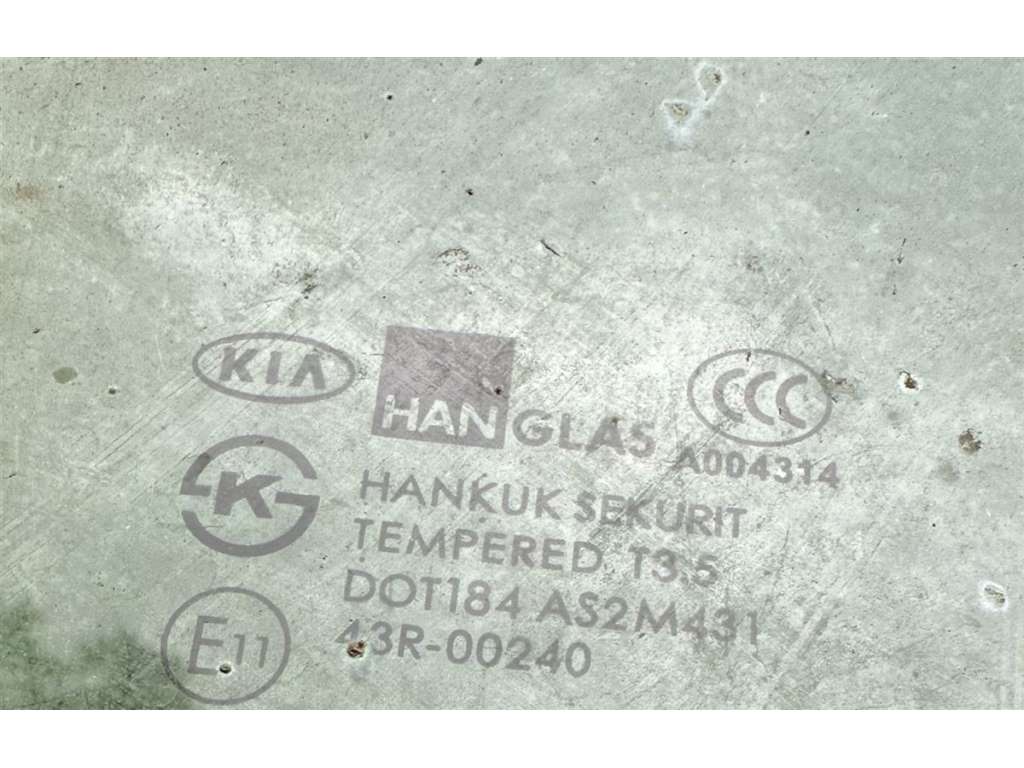 KIA
HANGLAS
CCC
A004314
K
HANKUK SEKURIT
TEMPERED T3.5
DOT184 AS2M431
E11
43R-00240